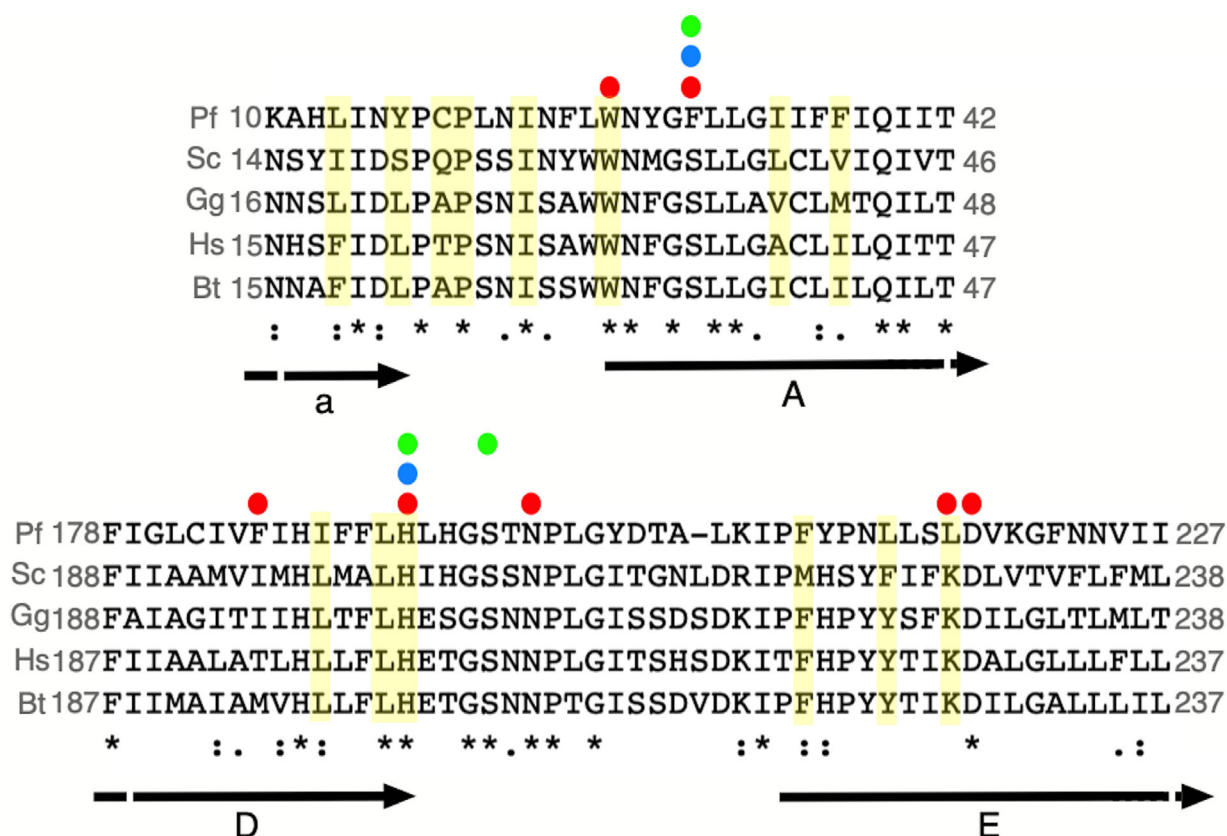 Pf 10 KAHLINYPCPLNINFLWNYGFLLGIIFFIQIIT 42
Sc 14 NSYIIDSPQPSSINYWWNMGSLLGLCLVIQIVT 46
Gg 16 NNSLIDLPAPSNISAWWNFGSLLAVCLMTQILT 48
Hs 15 NHSFIDLPTPSNISAWWNFGSLLGACLILQITT 47
Bt 15 NNAFIDLPAPSNISSWWNFGSLLGICLILQILT 47
: :*: * * .*. ** * **. :. ** *
a A
Pf 178 FIGLCIVFIHIFFLHLHGSTNPLGYDTA-LKIPFYPNLLSLDVKGFNNVII 227
Sc 188 FIIAAMVIMHLMALHIHGSSNPLGITGNLDRIPMHSYFIFKDLVTVFLFML 238
Gg 188 FAIAGITIIHLTFLHESGSNNPLGISSDSDKIPFHPYYSFKDILGLTLMLT 238
Hs 187 FIIAALATLHLLFLHETGSNNPLGITSHSDKITFHPYYTIKDALGLLLFLL 237
Bt 187 FIIMAIAMVHLLFLHETGSNNPTGISSDVDKIPFHPYYTIKDILGALLLIL 237
* :. :*: ** **.** * :* :: * .:
D E